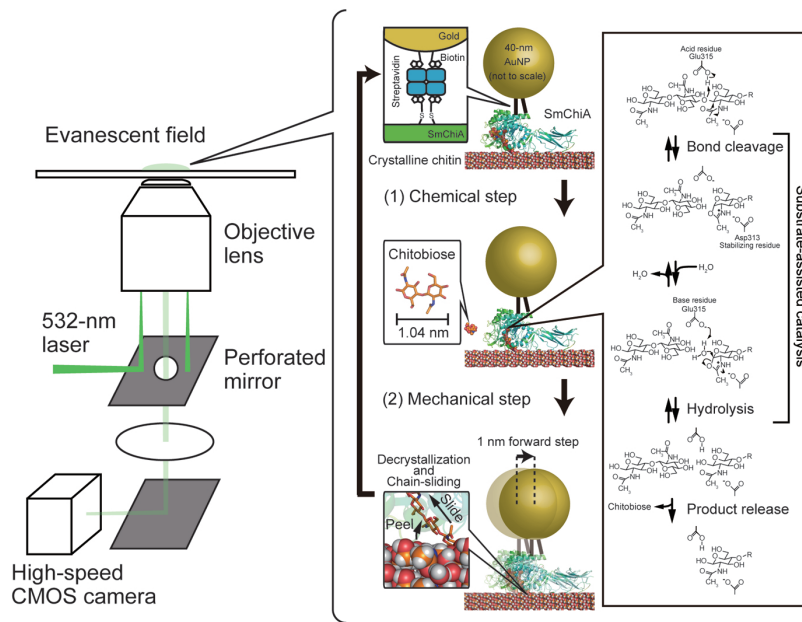 Evanescent field
Objective
lens
532-nm
laser
Perforated
mirror
High-speed
CMOS camera
Gold
Biotin
Streptavidin
S
S
SmChiA
40-nm
AuNP
(not to scale)
SmChiA
Crystalline chitin
(1) Chemical step
Chitobiose
1.04 nm
(2) Mechanical step
1 nm forward step
Decrystallization
and
Chain-sliding
Peel
Slide
Acid residue
Glu315
Bond cleavage
Asp313
Stabilizing residue
H₂O
H₂O
Base residue
Glu315
Hydrolysis
Chitobiose
Product release
Substrate-assisted catalysis